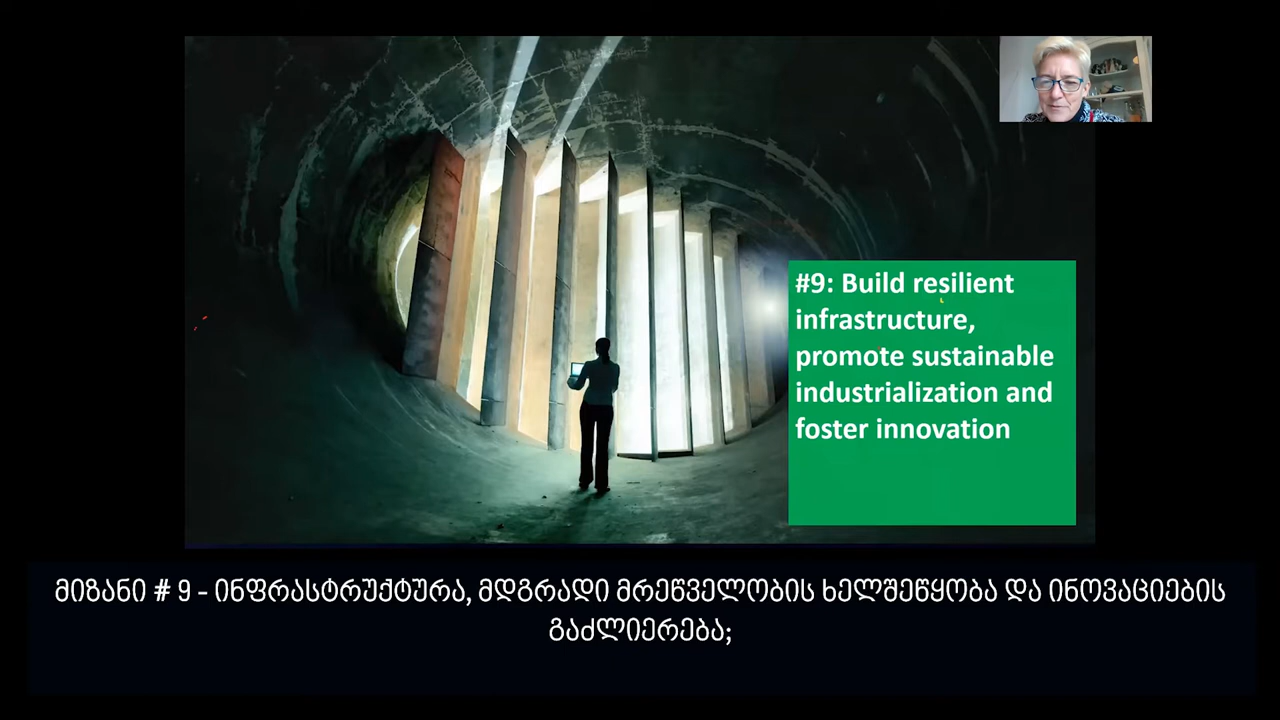 #9: Build resilient
infrastructure,
promote sustainable
industrialization and
foster innovation
მიზანი # 9 - ინფრასტრუქტურა, მდგრადი მრეწველობის ხელშეწყობა და ინოვაციების
გაძლიერება;